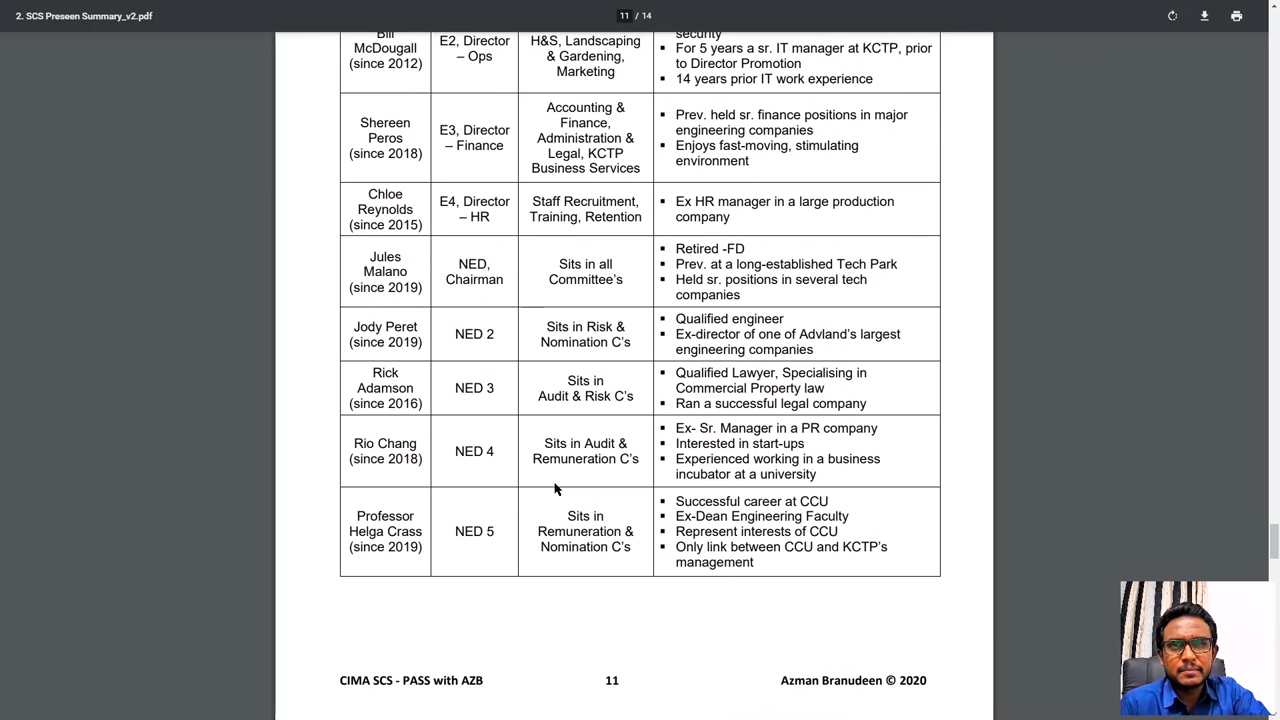 2. SCS Preseen Summary_v2.pdf
11 / 14
Bill
McDougall
(since 2012)
E2, Director
– Ops
H&S, Landscaping
& Gardening,
Marketing
security
▪ For 5 years a sr. IT manager at KCTP, prior
to Director Promotion
▪ 14 years prior IT work experience
Shereen
Peros
(since 2018)
E3, Director
– Finance
Accounting &
Finance,
Administration &
Legal, KCTP
Business Services
▪ Prev. held sr. finance positions in major
engineering companies
▪ Enjoys fast-moving, stimulating
environment
Chloe
Reynolds
(since 2015)
E4, Director
– HR
Staff Recruitment,
Training, Retention
▪ Ex HR manager in a large production
company
Jules
Malano
(since 2019)
NED,
Chairman
Sits in all
Committee's
▪ Retired -FD
▪ Prev. at a long-established Tech Park
▪ Held sr. positions in several tech
companies
Jody Peret
(since 2019)
NED 2
Sits in Risk &
Nomination C's
▪ Qualified engineer
▪ Ex-director of one of Advland's largest
engineering companies
Rick
Adamson
(since 2016)
NED 3
Sits in
Audit & Risk C's
▪ Qualified Lawyer, Specialising in
Commercial Property law
▪ Ran a successful legal company
Rio Chang
(since 2018)
NED 4
Sits in Audit &
Remuneration C's
▪ Ex- Sr. Manager in a PR company
▪ Interested in start-ups
▪ Experienced working in a business
incubator at a university
Professor
Helga Crass
(since 2019)
NED 5
Sits in
Remuneration &
Nomination C's
▪ Successful career at CCU
▪ Ex-Dean Engineering Faculty
▪ Represent interests of CCU
▪ Only link between CCU and KCTP's
management
CIMA SCS - PASS with AZB
11
Azman Branudeen © 2020